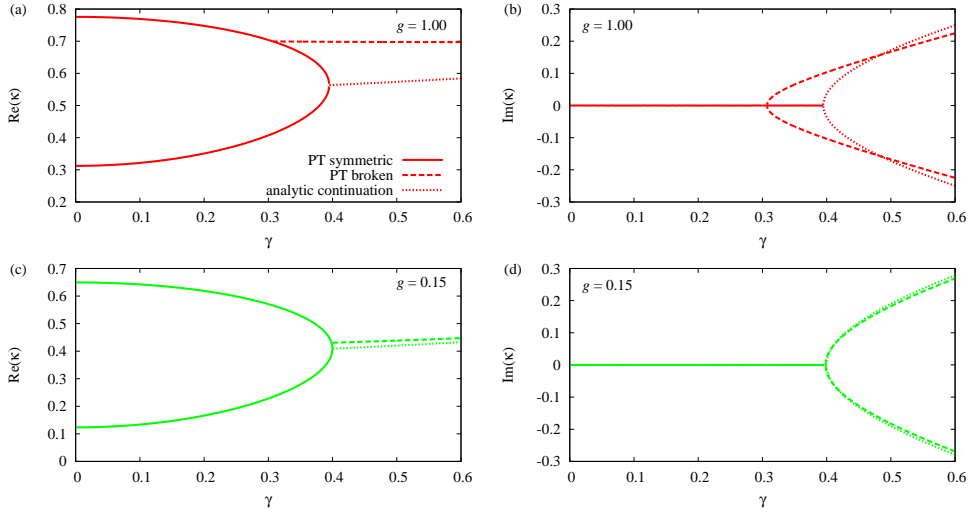 (a)
g = 1.00
Re(κ)
0.8
0.7
0.6
0.5
0.4
0.3
0.2
PT symmetric
PT broken
analytic continuation
0 0.1 0.2 0.3 0.4 0.5 0.6
γ
(b)
g = 1.00
Im(κ)
0.3
0.2
0.1
0
-0.1
-0.2
-0.3
0 0.1 0.2 0.3 0.4 0.5 0.6
γ
(c)
g = 0.15
Re(κ)
0.7
0.6
0.5
0.4
0.3
0.2
0.1
0
0 0.1 0.2 0.3 0.4 0.5 0.6
γ
(d)
g = 0.15
Im(κ)
0.3
0.2
0.1
0
-0.1
-0.2
-0.3
0 0.1 0.2 0.3 0.4 0.5 0.6
γ